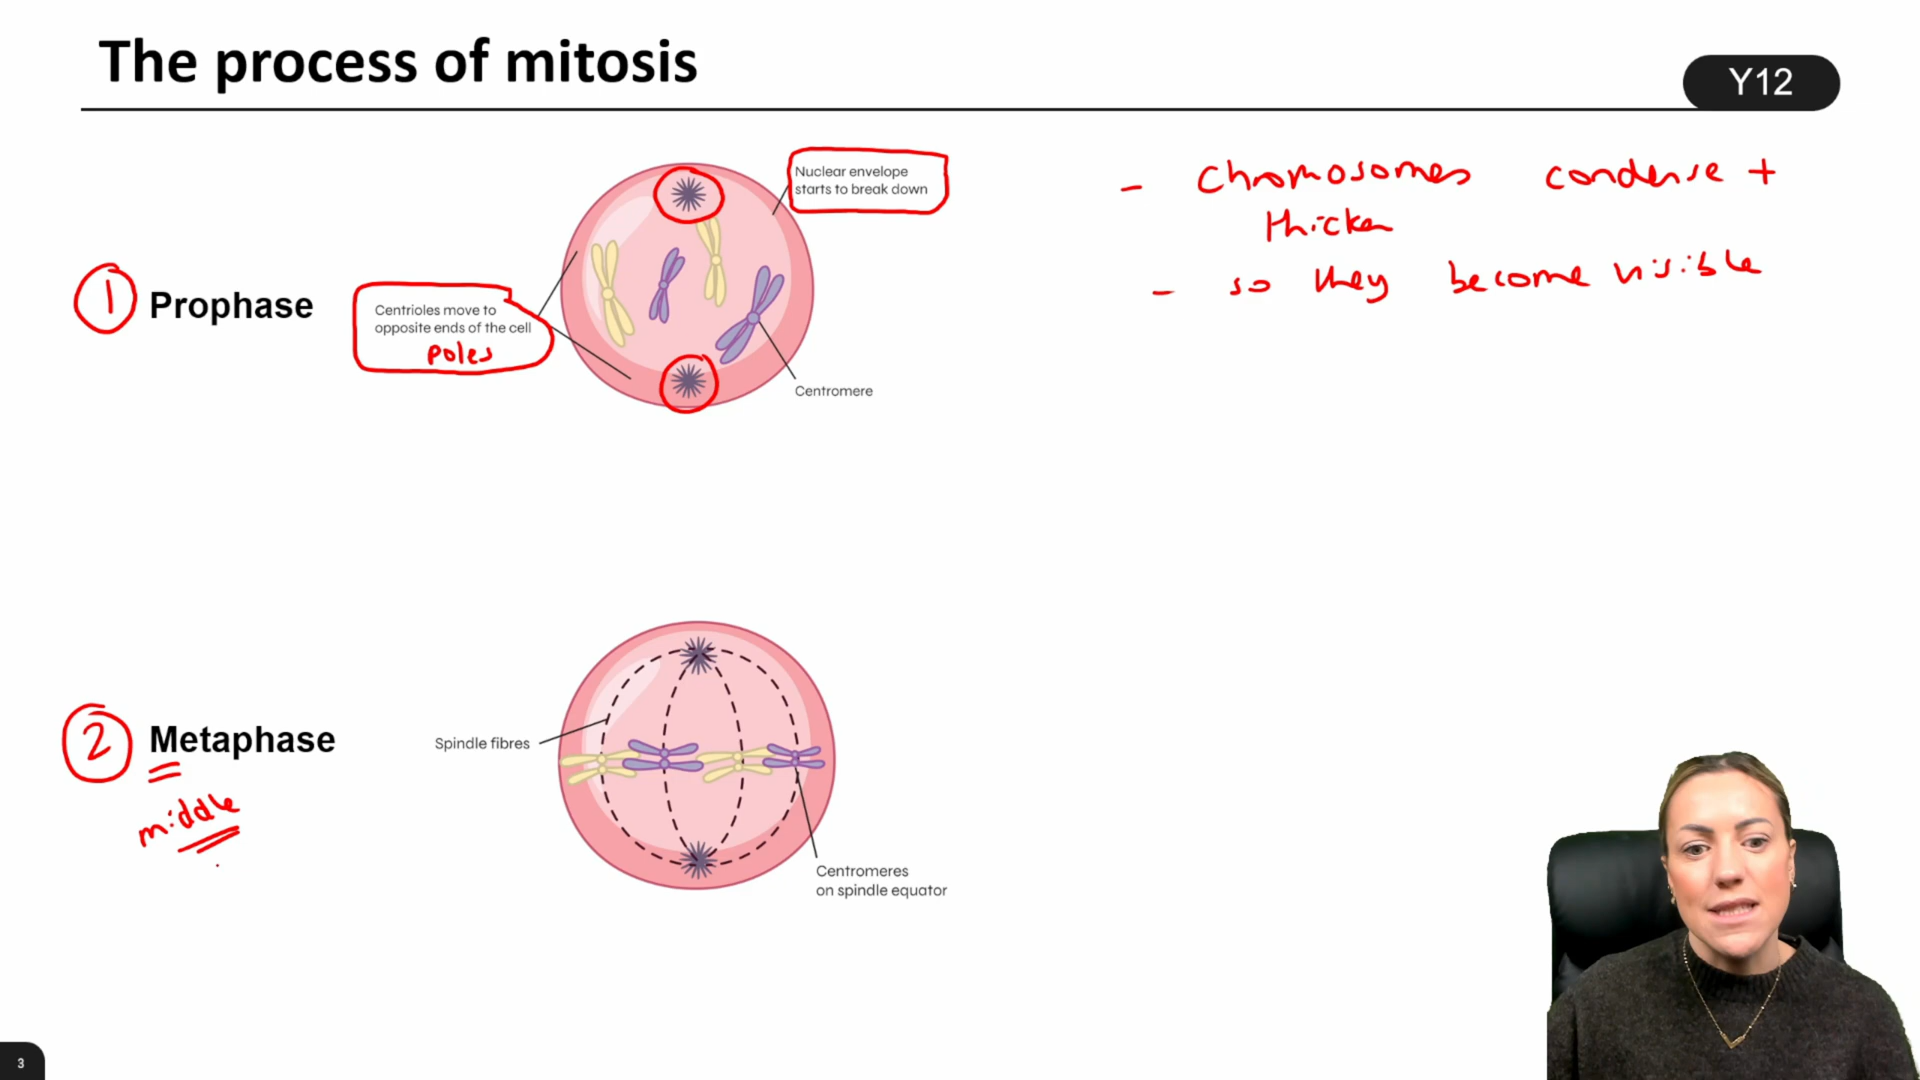 The process of mitosis
Y12
Nuclear envelope
starts to break down
- Chromosomes condense +
thicken
- so they become visible
1 Prophase
Centrioles move to
opposite ends of the cell
poles
Centromere
2 Metaphase
middle
Spindle fibres
Centromeres
on spindle equator
3